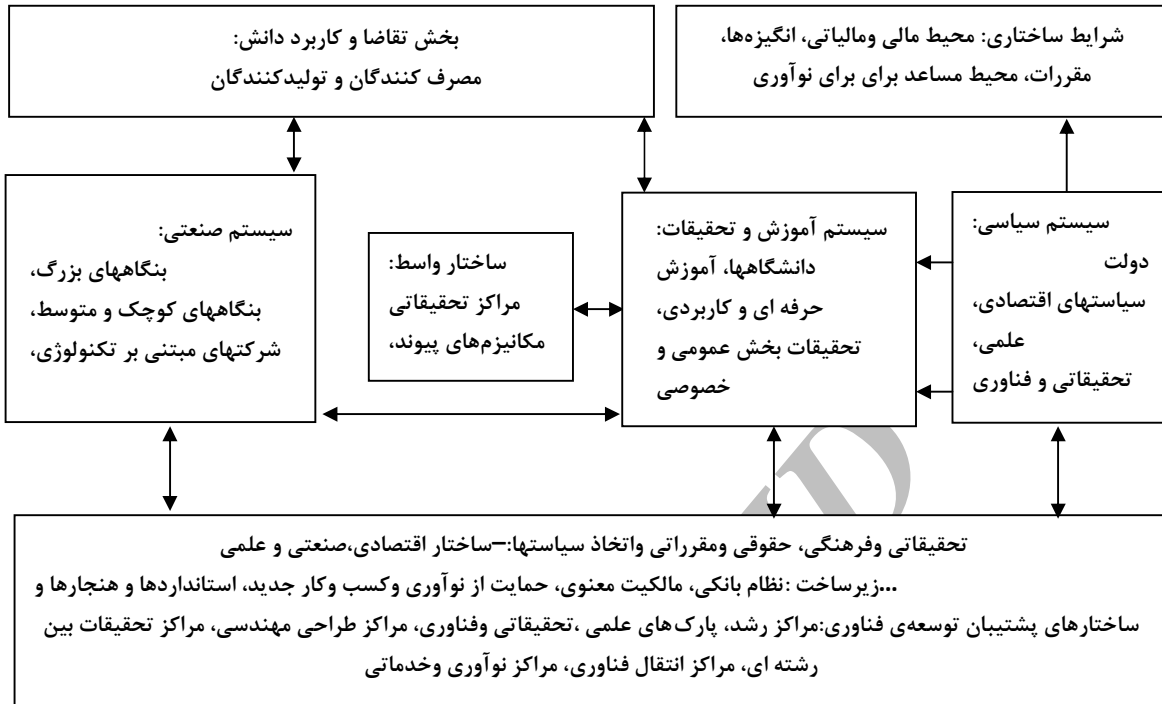 شرایط ساختاری: محیط مالی ومالیاتی، انگیزه‌ها،
مقررات، محیط مساعد برای برای نوآوری
بخش تقاضا و کاربرد دانش:
مصرف کنندگان و تولیدکنندگان
سیستم سیاسی:
دولت
سیاستهای اقتصادی،
علمی،
تحقیقاتی و فناوری
سیستم آموزش و تحقیقات:
دانشگاهها، آموزش
حرفه ای و کاربردی،
تحقیقات بخش عمومی و
خصوصی
ساختار واسط:
مراکز تحقیقاتی
مکانیزم‌های پیوند،
سیستم صنعتی:
بنگاههای بزرگ،
بنگاههای کوچک و متوسط،
شرکتهای مبتنی بر تکنولوژی،
تحقیقاتی وفرهنگی، حقوقی ومقرراتی واتخاذ سیاستها:–ساختار اقتصادی،صنعتی و علمی
...زیرساخت :نظام بانکی، مالکیت معنوی، حمایت از نوآوری وکسب وکار جدید، استانداردها و هنجارها و
ساختارهای پشتیبان توسعه‌ی فناوری:مراکز رشد، پارک‌های علمی ،تحقیقاتی وفناوری، مراکز طراحی مهندسی، مراکز تحقیقات بین
رشته ای، مراکز انتقال فناوری، مراکز نوآوری وخدماتی